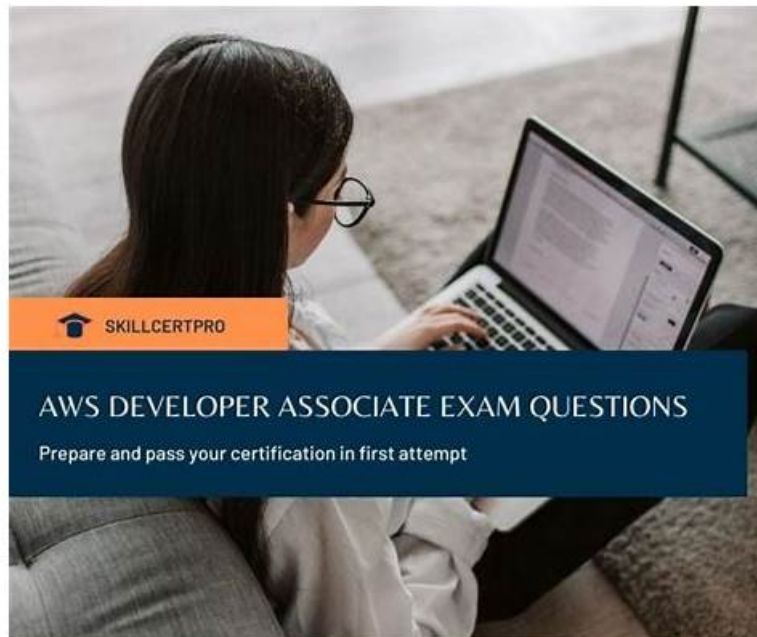 SKILLCERTPRO
AWS DEVELOPER ASSOCIATE EXAM QUESTIONS
Prepare and pass your certification in first attempt